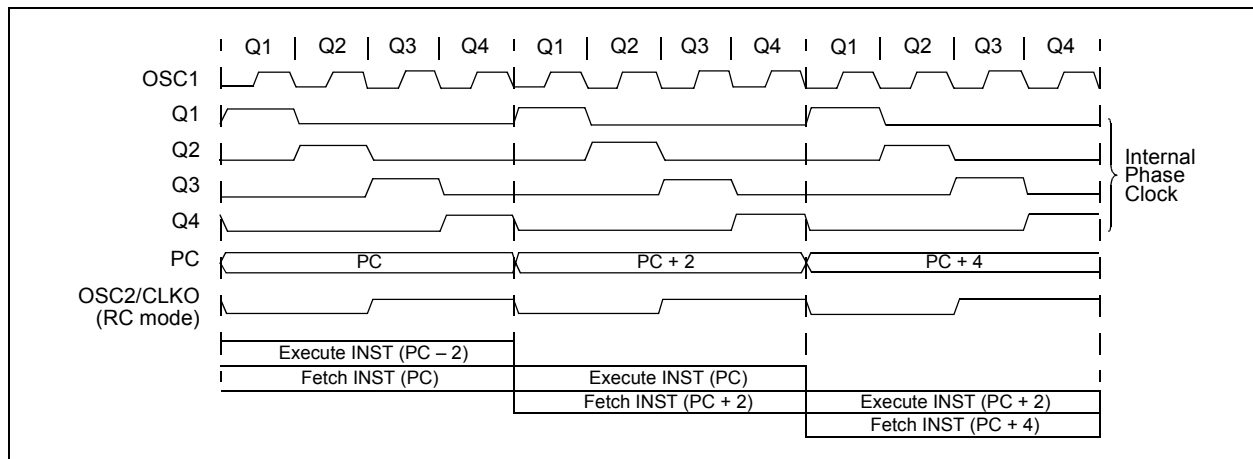 Q1 Q2 Q3 Q4 Q1 Q2 Q3 Q4 Q1 Q2 Q3 Q4
OSC1
Q1
Q2
Q3
Q4
Internal
Phase
Clock
PC PC PC + 2 PC + 4
OSC2/CLKO
(RC mode)
Execute INST (PC – 2)
Fetch INST (PC) Execute INST (PC)
Fetch INST (PC + 2) Execute INST (PC + 2)
Fetch INST (PC + 4)